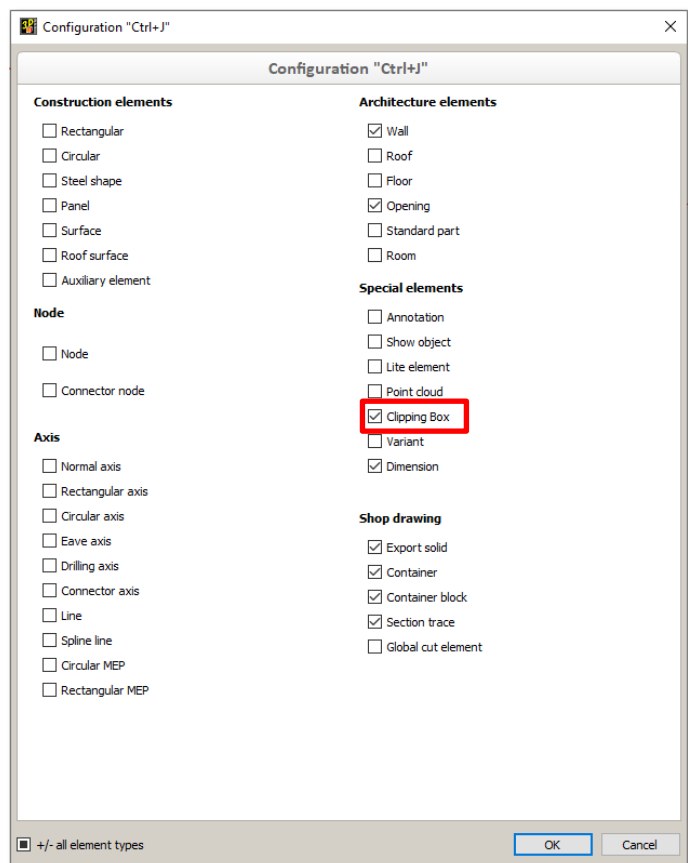 Configuration "Ctrl+J"
Configuration "Ctrl+J"
Construction elements
Rectangular
Circular
Steel shape
Panel
Surface
Roof surface
Auxiliary element
Node
Node
Connector node
Axis
Normal axis
Rectangular axis
Circular axis
Eave axis
Drilling axis
Connector axis
Line
Spline line
Circular MEP
Rectangular MEP
Architecture elements
Wall
Roof
Floor
Opening
Standard part
Room
Special elements
Annotation
Show object
Lite element
Point cloud
Clipping Box
Variant
Dimension
Shop drawing
Export solid
Container
Container block
Section trace
Global cut element
+/- all element types
OK
Cancel